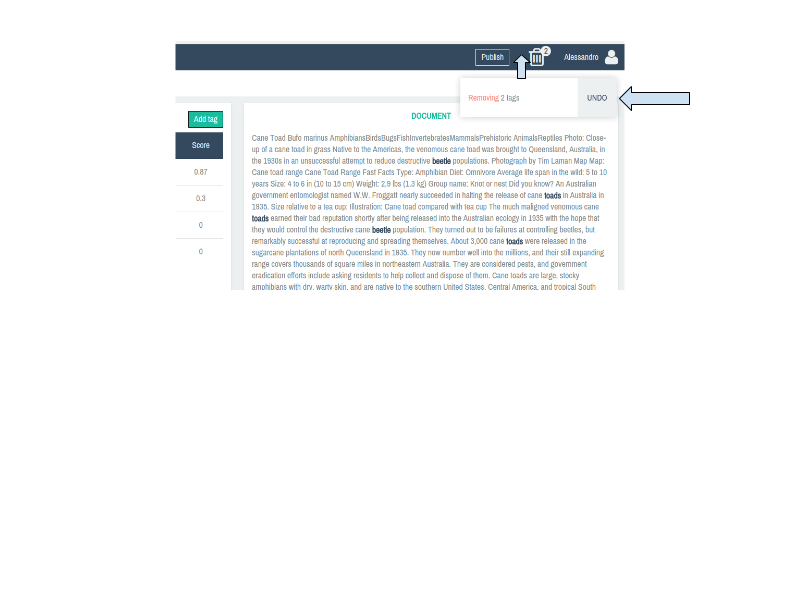 Publish
2
Alessandro
Removing 2 tags
UNDO
Add tag
Score
0.87
0.3
0
0
DOCUMENT
Cane Toad Bufo marinus AmphibiansBirdsBugsFishInvertebratesMammalsPrehistoric AnimalsReptiles Photo: Close-
up of a cane toad in grass Native to the Americas, the venomous cane toad was brought to Queensland, Australia, in
the 1930s in an unsuccessful attempt to reduce destructive beetle populations. Photograph by Tim Laman Map Map:
Cane toad range Cane Toad Range Fast Facts Type: Amphibian Diet: Omnivore Average life span in the wild: 5 to 10
years Size: 4 to 6 in (10 to 15 cm) Weight: 2.9 lbs (1.3 kg) Group name: Knot or nest Did you know? An Australian
government entomologist named W.W. Froggatt nearly succeeded in halting the release of cane toads in Australia in
1935. Size relative to a tea cup: Illustration: Cane toad compared with tea cup The much maligned venomous cane
toads earned their bad reputation shortly after being released into the Australian ecology in 1935 with the hope that
they would control the destructive cane beetle population. They turned out to be failures at controlling beetles, but
remarkably successful at reproducing and spreading themselves. About 3,000 cane toads were released in the
sugarcane plantations of north Queensland in 1935. They now number well into the millions, and their still expanding
range covers thousands of square miles in northeastern Australia. They are considered pests, and government
eradication efforts include asking residents to help collect and dispose of them. Cane toads are large, stocky
amphibians with dry, warty skin, and are native to the southern United States, Central America, and tropical South